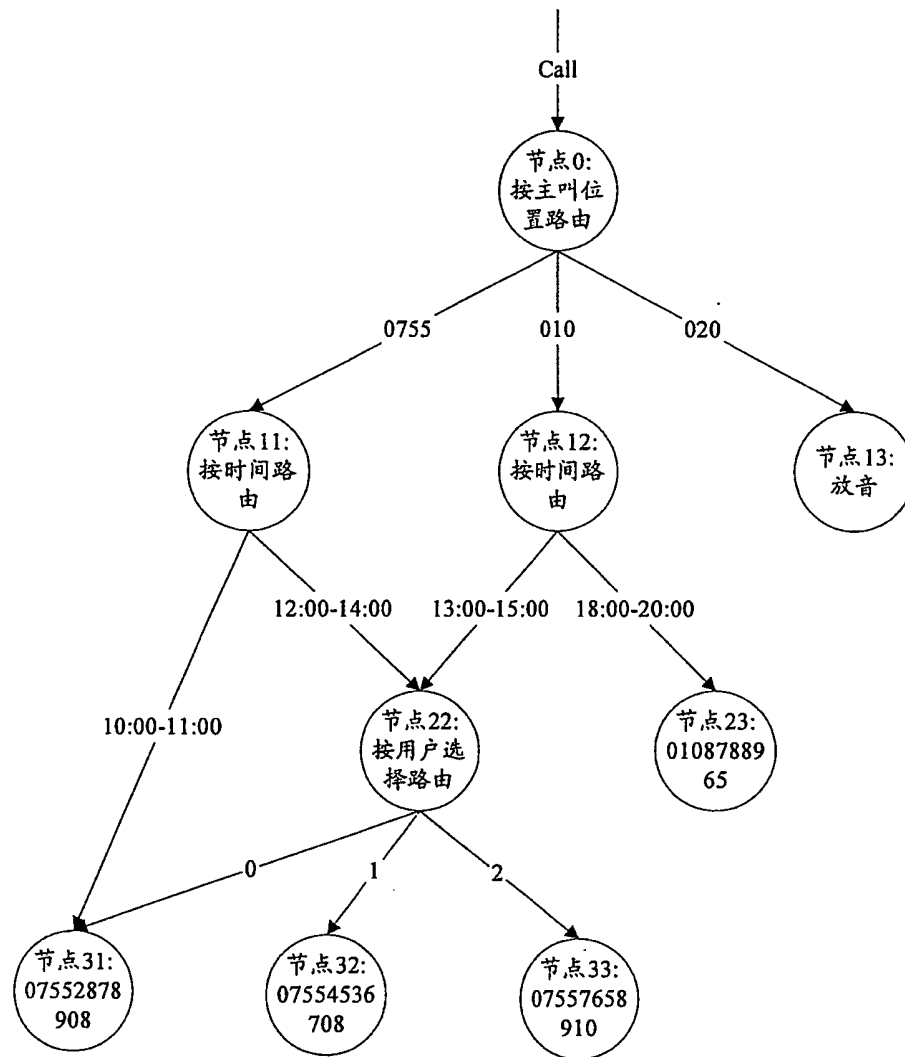 Call
节点0:
按主叫位
置路由
0755
010
020
节点11:
按时间路
由
节点12:
按时间路
由
节点13:
放音
12:00-14:00
13:00-15:00
18:00-20:00
10:00-11:00
节点22:
按用户选
择路由
节点23:
01087889
65
0
1
2
节点31:
07552878
908
节点32:
07554536
708
节点33:
07557658
910